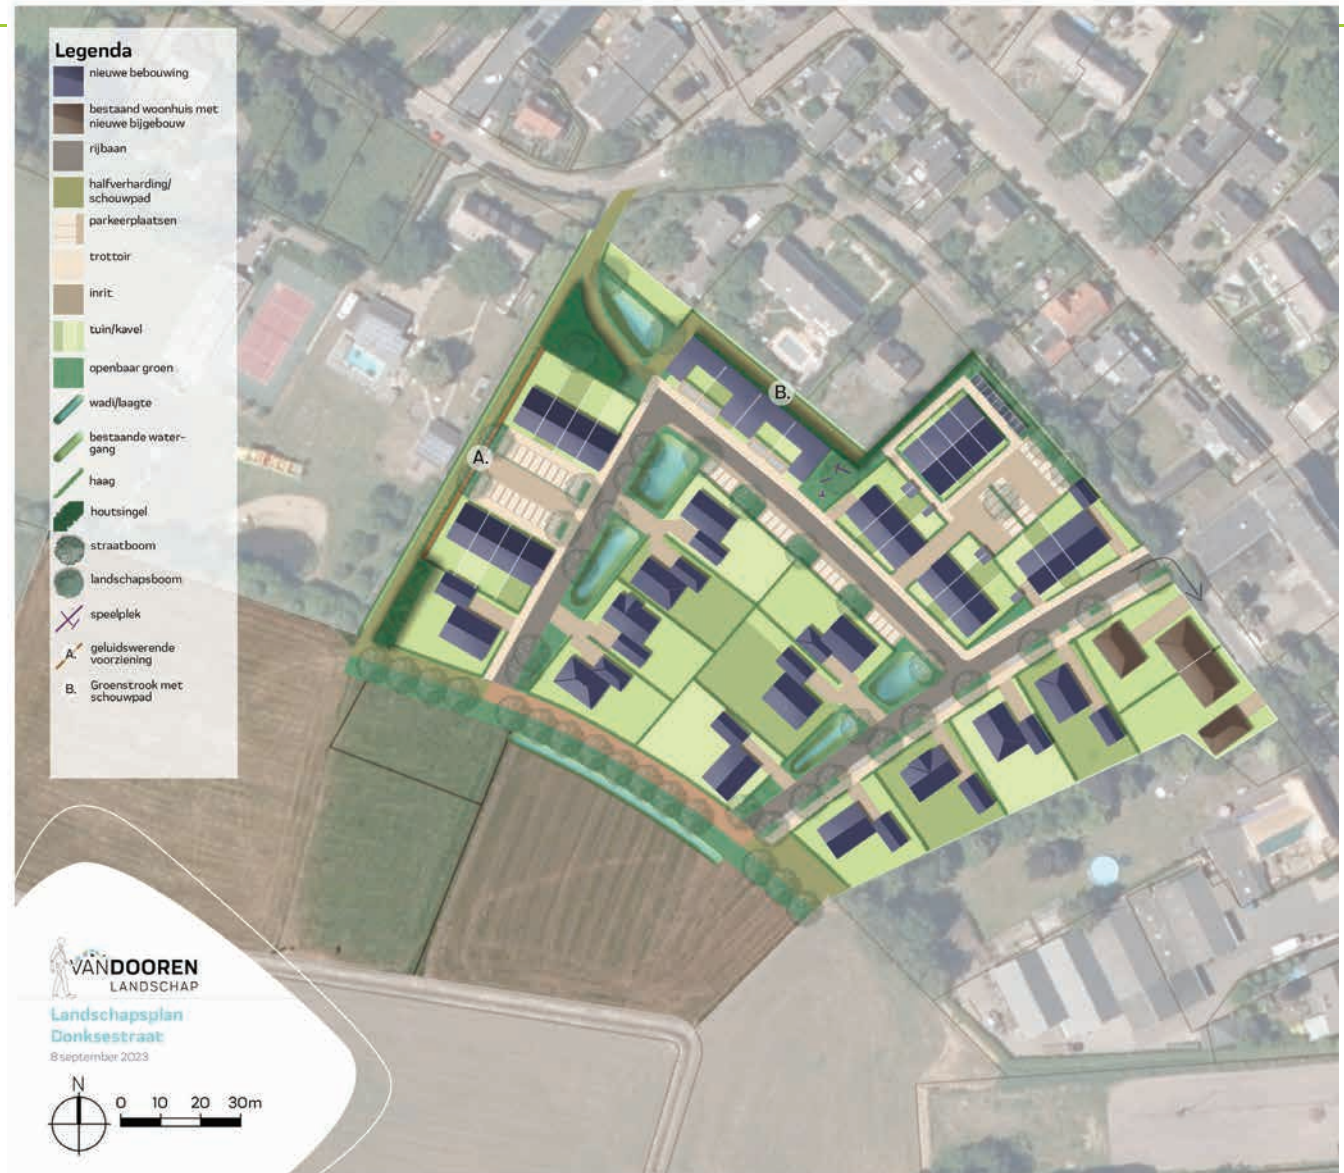 Legenda
nieuwe bebouwing
bestaand woonhuis met
nieuwe bijgebouw
rijbaan
halfverharding/
schouwpad
parkeerplaatsen
trottoir
inrit
tuin/kavel
openbaar groen
wadi/laagte
bestaande water-
gang
haag
houtsingel
straatboom
landschapsboom
speelplek
A. geluidswerende
voorziening
B. Groenstrook met
schouwpad
A.
B.
VANDOOREN
LANDSCHAP
Landschapsplan
Donksestraat
8 september 2023
N
0 10 20 30m